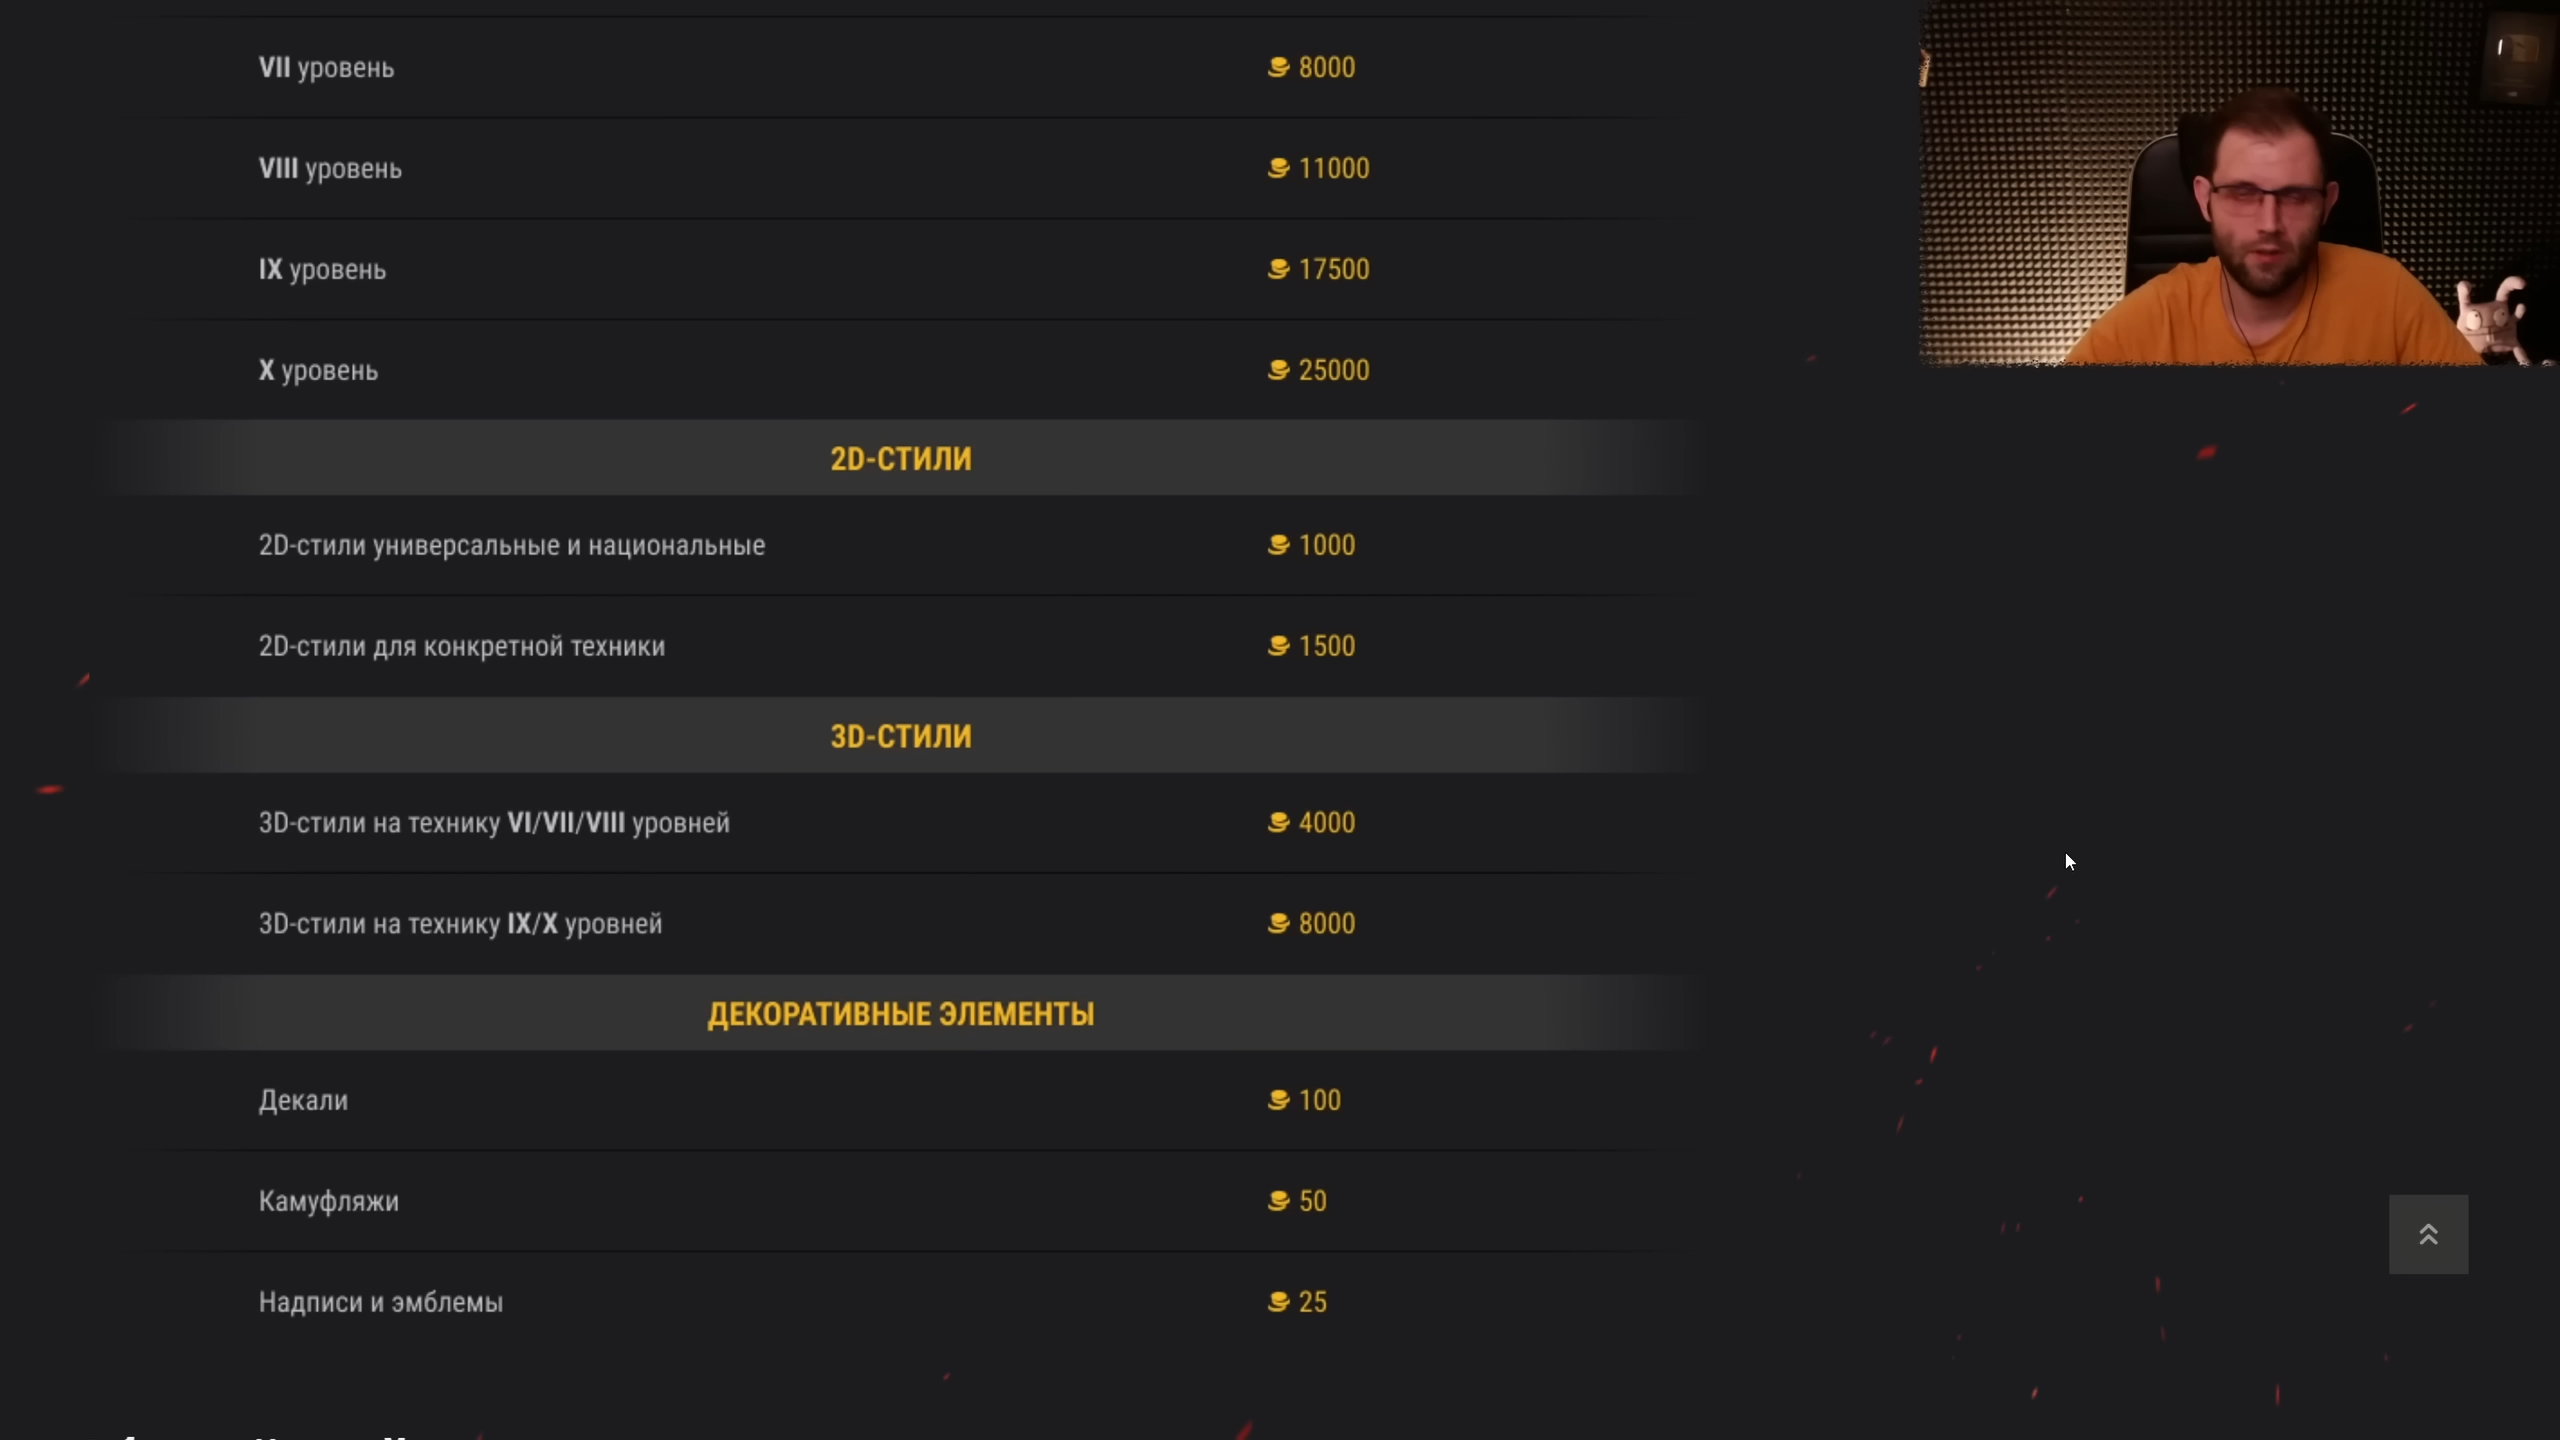 VII уровень 8000
VIII уровень 11000
IX уровень 17500
X уровень 25000
2D-СТИЛИ
2D-стили универсальные и национальные 1000
2D-стили для конкретной техники 1500
3D-СТИЛИ
3D-стили на технику VI/VII/VIII уровней 4000
3D-стили на технику IX/X уровней 8000
ДЕКОРАТИВНЫЕ ЭЛЕМЕНТЫ
Декали 100
Камуфляжи 50
Надписи и эмблемы 25